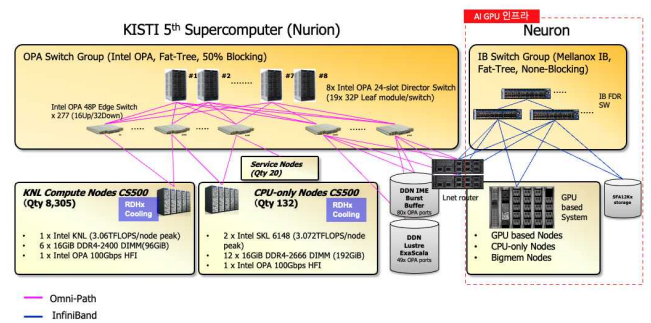 AI GPU 인프라
KISTI 5th Supercomputer (Nurion)
Neuron
OPA Switch Group (Intel OPA, Fat-Tree, 50% Blocking)
#1
#2
......
#7
#8
8x Intel OPA 24-slot Director Switch
(19x 32P Leaf module/switch)
Intel OPA 48P Edge Switch
x 277 (16Up/32Down)
IB Switch Group (Mellanox IB,
Fat-Tree, None-Blocking)
IB FDR
SW
Service Nodes
(Qty 20)
KNL Compute Nodes CS500
(Qty 8,305)
RDHx
Cooling
• 1 x Intel KNL (3.06TFLOPS/node
peak)
• 6 x 16GiB DDR4-2400 DIMM(96GiB)
• 1 x Intel OPA 100Gbps HFI
CPU-only Nodes CS500
(Qty 132)
RDHx
Cooling
• 2 x Intel SKL 6148 (3.072TFLOPS/node
peak)
• 12 x 16GiB DDR4-2666 DIMM (192GiB)
• 1 x Intel OPA 100Gbps HFI
DDN IME
Burst
Buffer
80x OPA ports
DDN
Lustre
ExaScala
49x OPA ports
Lnet router
GPU
based
System
• GPU based Nodes
• CPU-only Nodes
• Bigmem Nodes
SFA12Kx
storage
Omni-Path
InfiniBand